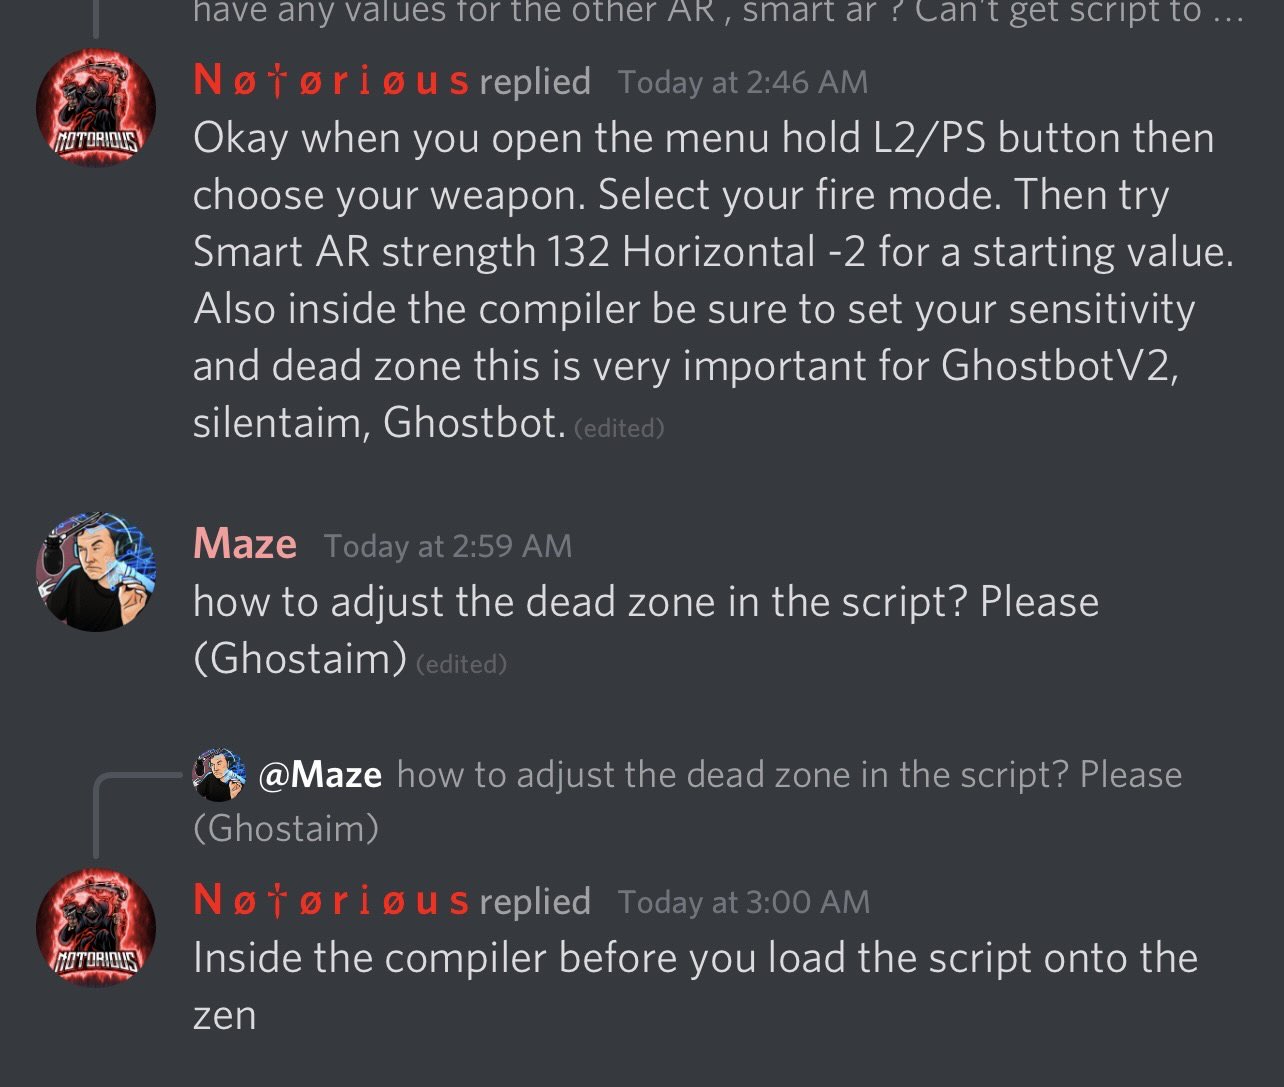 have any values for the other AR , smart ar ? Can't get script to ...
NOTORIOUS
N ø † ø r i ø u s replied Today at 2:46 AM
Okay when you open the menu hold L2/PS button then
choose your weapon. Select your fire mode. Then try
Smart AR strength 132 Horizontal -2 for a starting value.
Also inside the compiler be sure to set your sensitivity
and dead zone this is very important for GhostbotV2,
silentaim, Ghostbot. (edited)
Maze Today at 2:59 AM
how to adjust the dead zone in the script? Please
(Ghostaim) (edited)
@Maze how to adjust the dead zone in the script? Please
(Ghostaim)
NOTORIOUS
N ø † ø r i ø u s replied Today at 3:00 AM
Inside the compiler before you load the script onto the
zen